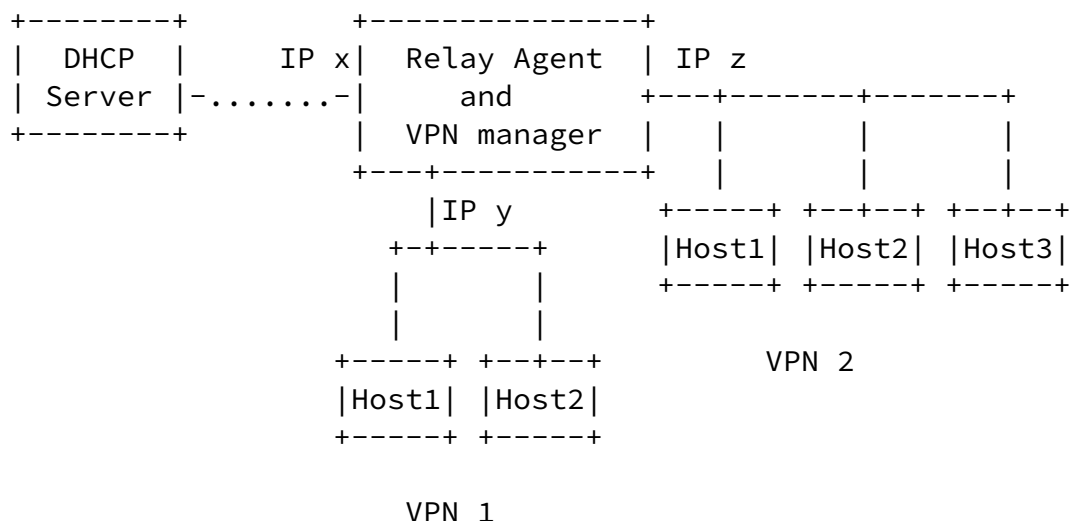 DHCP IP x Relay Agent IP z
Server and
VPN manager
IP y
Host1 Host2 Host3
VPN 2
Host1 Host2
VPN 1